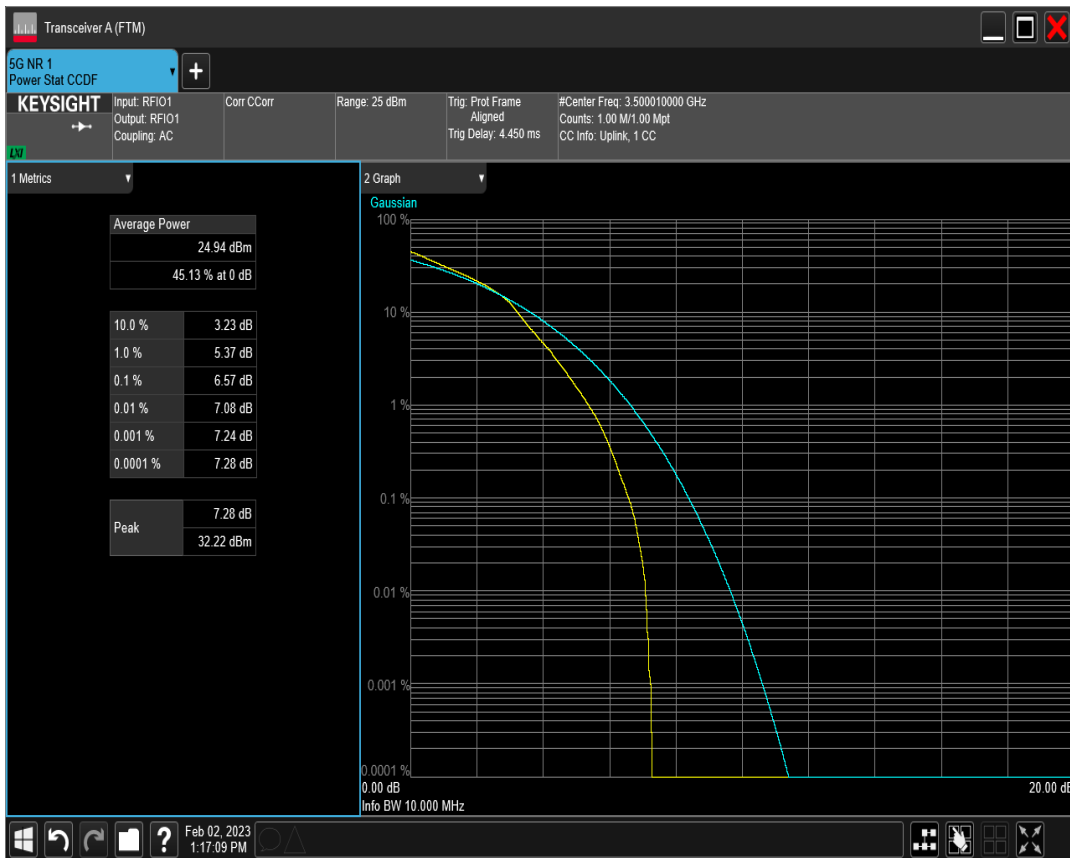 Transceiver A (FTM)
5G NR 1
Power Stat CCDF
+
KEYSIGHT
LXI
Input: RFIO1
Output: RFIO1
Coupling: AC
Corr CCorr
Range: 25 dBm
Trig: Prot Frame
Aligned
Trig Delay: 4.450 ms
#Center Freq: 3.500010000 GHz
Counts: 1.00 M/1.00 Mpt
CC Info: Uplink, 1 CC
1 Metrics
Average Power
24.94 dBm
45.13 % at 0 dB
10.0 % 3.23 dB
1.0 % 5.37 dB
0.1 % 6.57 dB
0.01 % 7.08 dB
0.001 % 7.24 dB
0.0001 % 7.28 dB
Peak 7.28 dB
32.22 dBm
2 Graph
Gaussian
100 %
10 %
1 %
0.1 %
0.01 %
0.001 %
0.0001 %
0.00 dB 20.00 dB
Info BW 10.000 MHz
?
Feb 02, 2023
1:17:09 PM